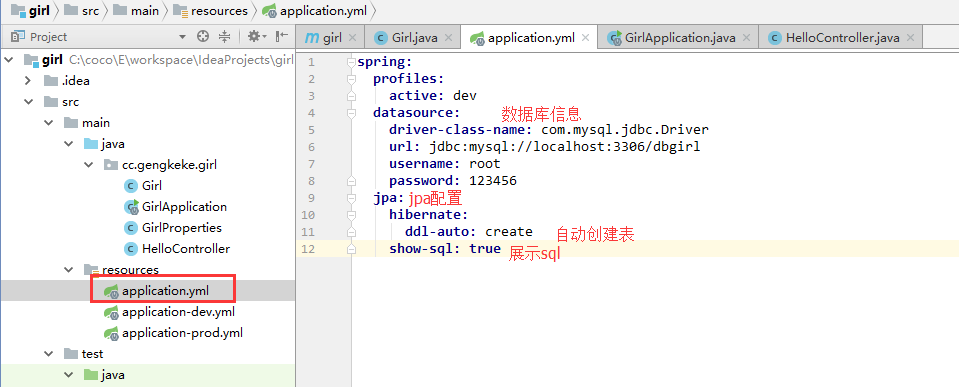 girl src main resources application.yml
Project
girl Girl.java application.yml GirlApplication.java HelloController.java
girl C:\coco\E\workspace\IdeaProjects\girl
.idea
src
main
java
cc.gengkeke.girl
Girl
GirlApplication
GirlProperties
HelloController
resources
application.yml
application-dev.yml
application-prod.yml
test
java
1 spring:
2 profiles:
3 active: dev
4 datasource: 数据库信息
5 driver-class-name: com.mysql.jdbc.Driver
6 url: jdbc:mysql://localhost:3306/dbgirl
7 username: root
8 password: 123456
9 jpa: jpa配置
10 hibernate:
11 ddl-auto: create 自动创建表
12 show-sql: true 展示sql